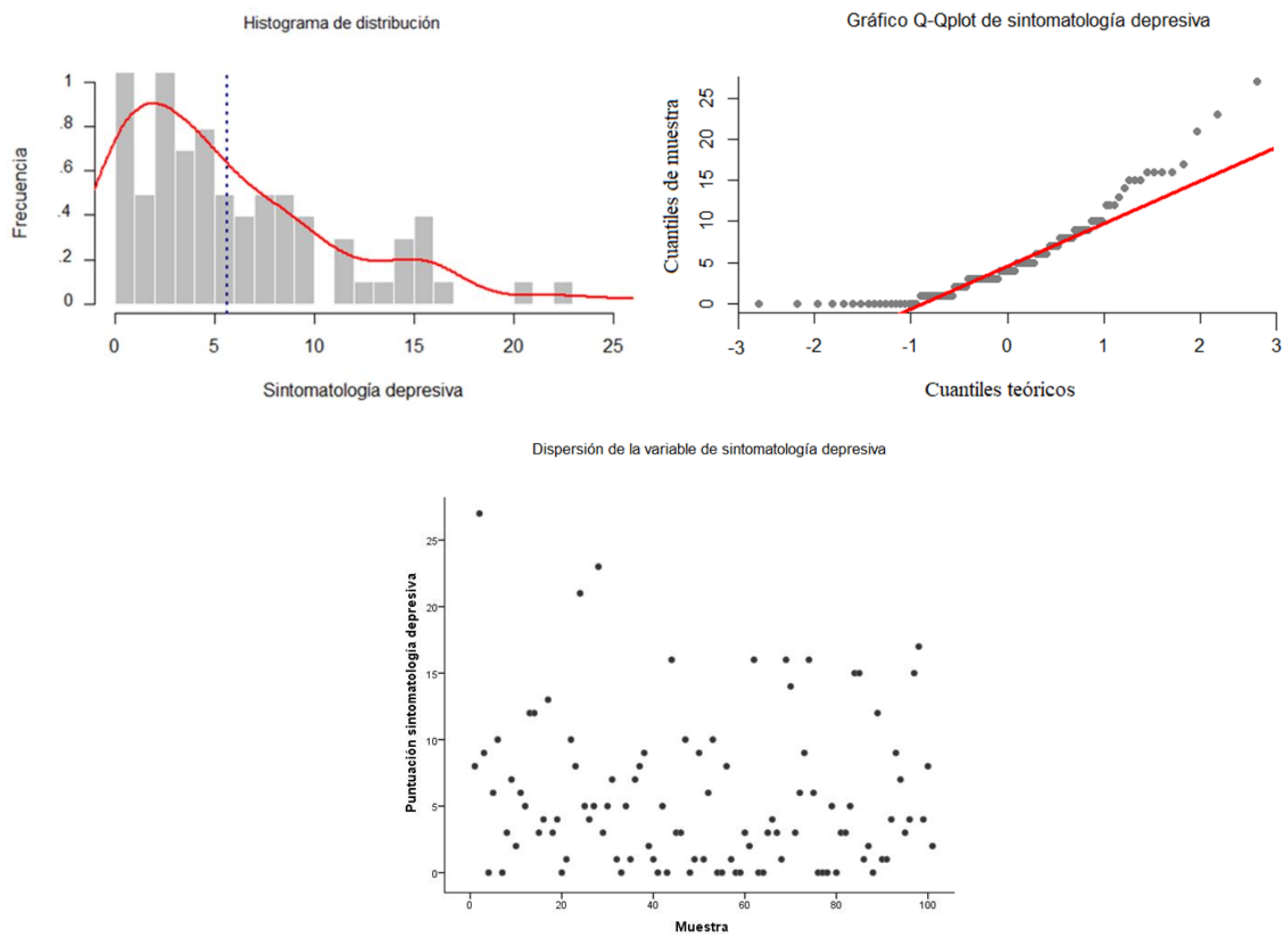 Histograma de distribución
Frecuencia
1
.8
.6
.4
.2
0
0 5 10 15 20 25
Sintomatología depresiva
Gráfico Q-Qplot de sintomatología depresiva
Cuantiles de muestra
25
20
15
10
5
0
-3 -2 -1 0 1 2 3
Cuantiles teóricos
Dispersión de la variable de sintomatología depresiva
Puntuación sintomatología depresiva
25
20
15
10
5
0
0 20 40 60 80 100
Muestra